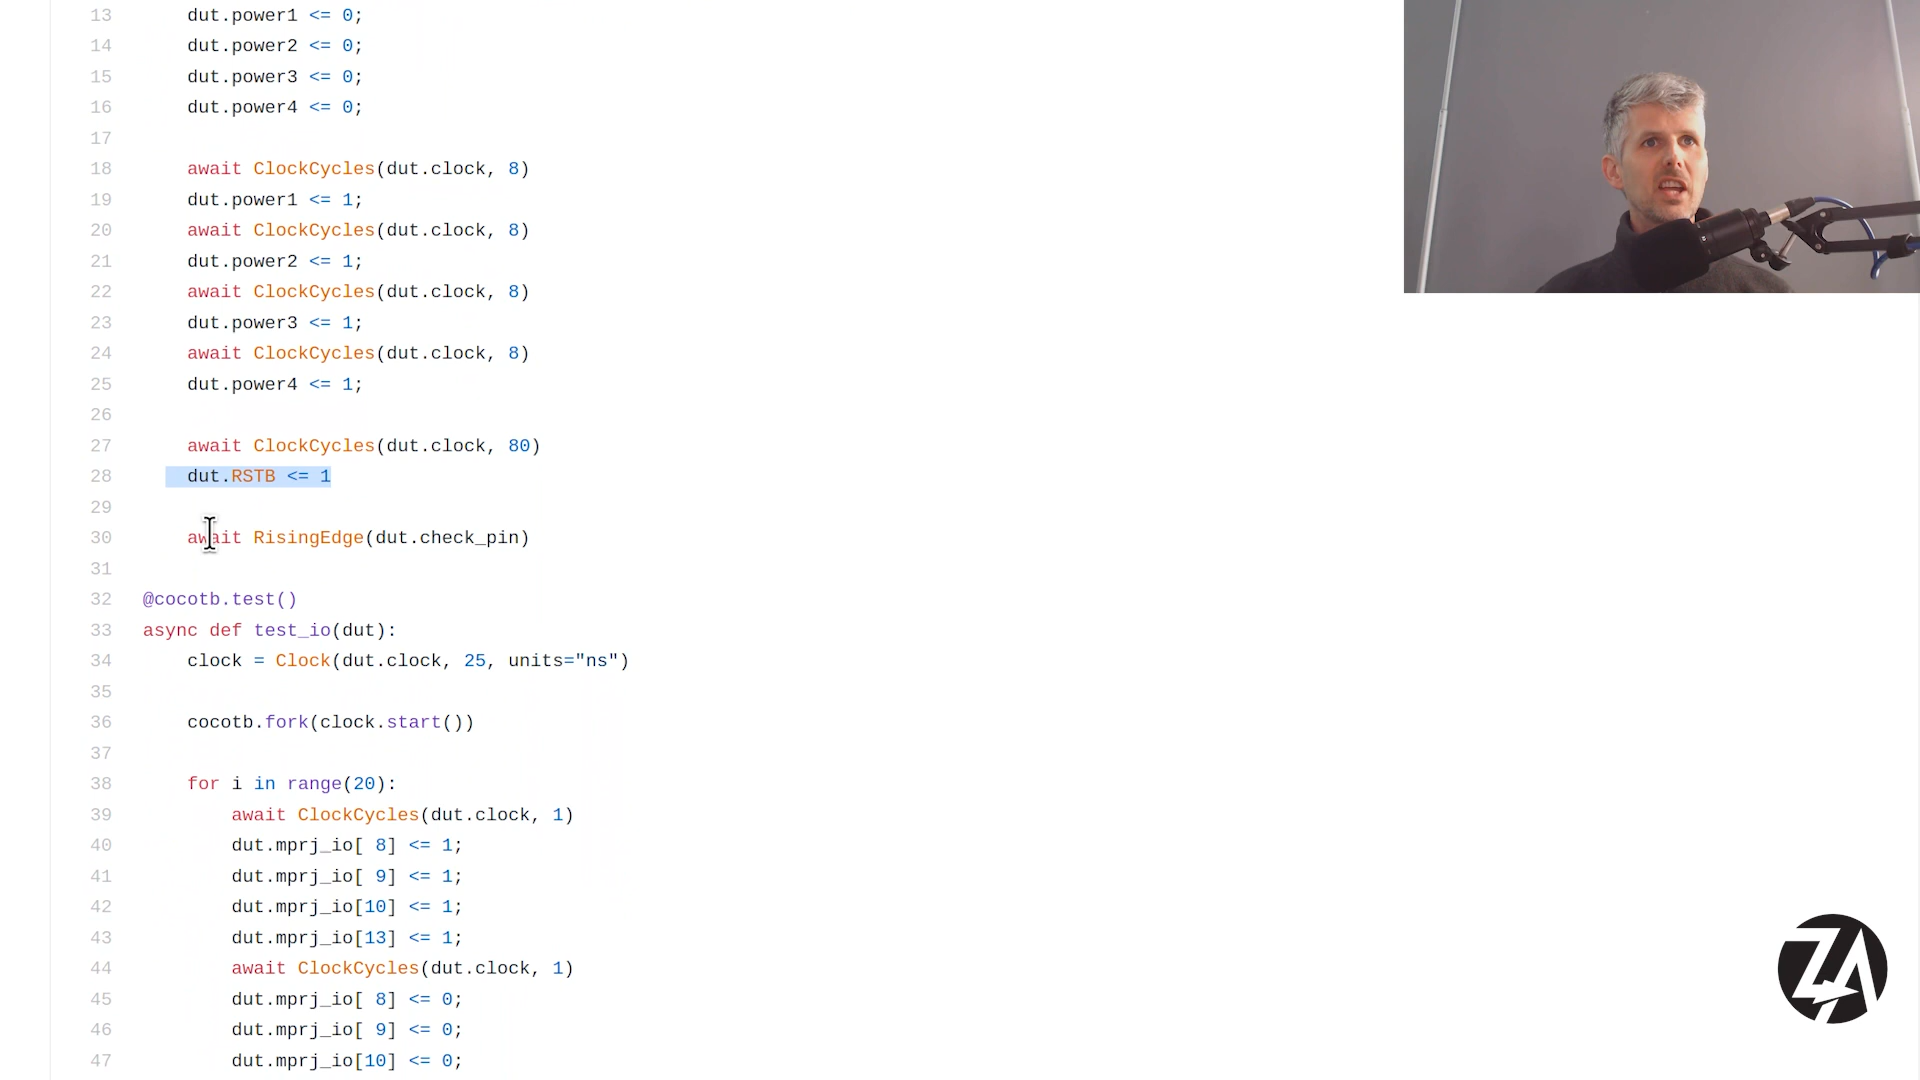 13 dut.power1 <= 0;
14 dut.power2 <= 0;
15 dut.power3 <= 0;
16 dut.power4 <= 0;
17
18 await ClockCycles(dut.clock, 8)
19 dut.power1 <= 1;
20 await ClockCycles(dut.clock, 8)
21 dut.power2 <= 1;
22 await ClockCycles(dut.clock, 8)
23 dut.power3 <= 1;
24 await ClockCycles(dut.clock, 8)
25 dut.power4 <= 1;
26
27 await ClockCycles(dut.clock, 80)
28 dut.RSTB <= 1
29
30 await RisingEdge(dut.check_pin)
31
32 @cocotb.test()
33 async def test_io(dut):
34 clock = Clock(dut.clock, 25, units="ns")
35
36 cocotb.fork(clock.start())
37
38 for i in range(20):
39 await ClockCycles(dut.clock, 1)
40 dut.mprj_io[ 8] <= 1;
41 dut.mprj_io[ 9] <= 1;
42 dut.mprj_io[10] <= 1;
43 dut.mprj_io[13] <= 1;
44 await ClockCycles(dut.clock, 1)
45 dut.mprj_io[ 8] <= 0;
46 dut.mprj_io[ 9] <= 0;
47 dut.mprj_io[10] <= 0;
ZA